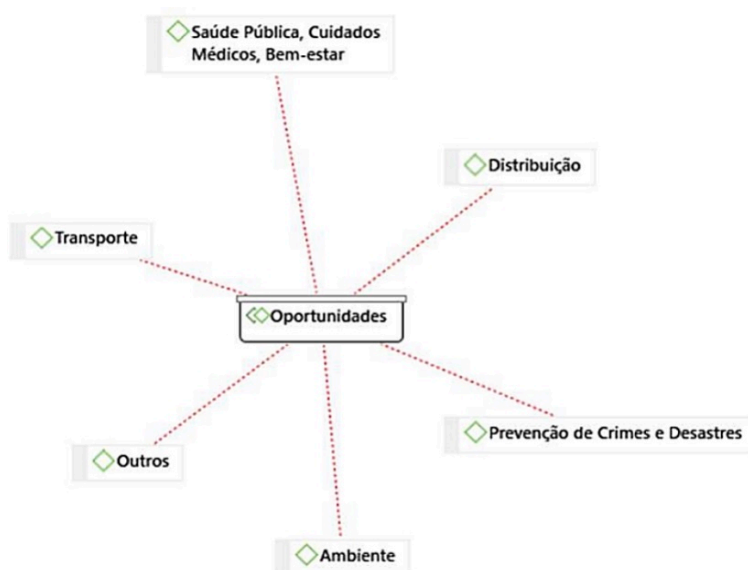 Saúde Pública, Cuidados
Médicos, Bem-estar
Distribuição
Transporte
Oportunidades
Prevenção de Crimes e Desastres
Outros
Ambiente